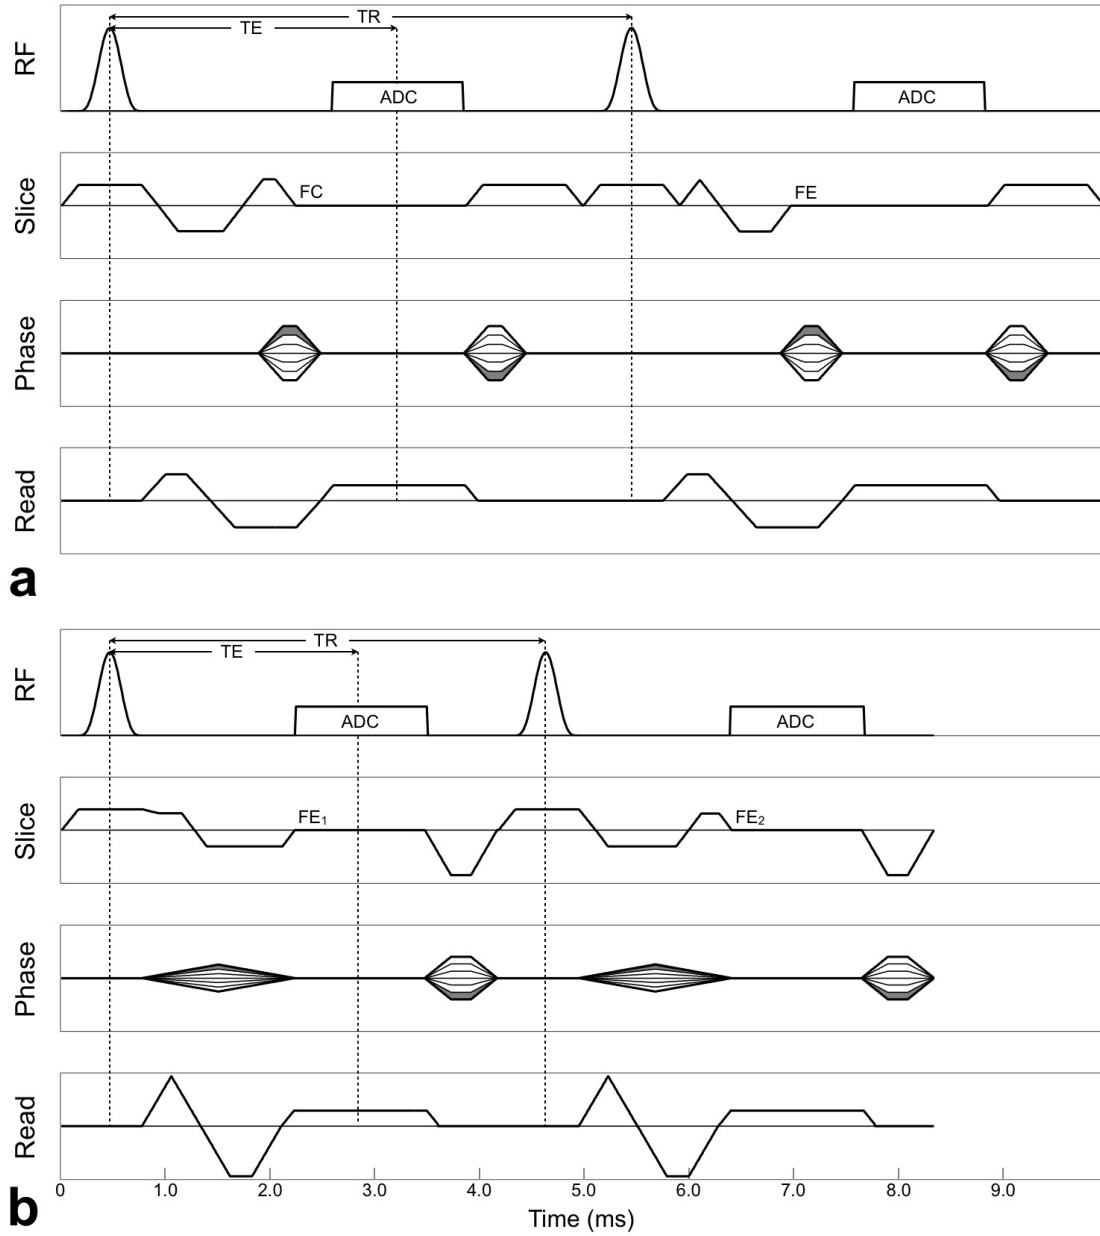 TR
TE
RF
ADC
ADC
Slice
FC
FE
Phase
Read
a
TR
TE
RF
ADC
ADC
Slice
FE₁
FE₂
Phase
Read
0 1.0 2.0 3.0 4.0 5.0 6.0 7.0 8.0 9.0
b
Time (ms)